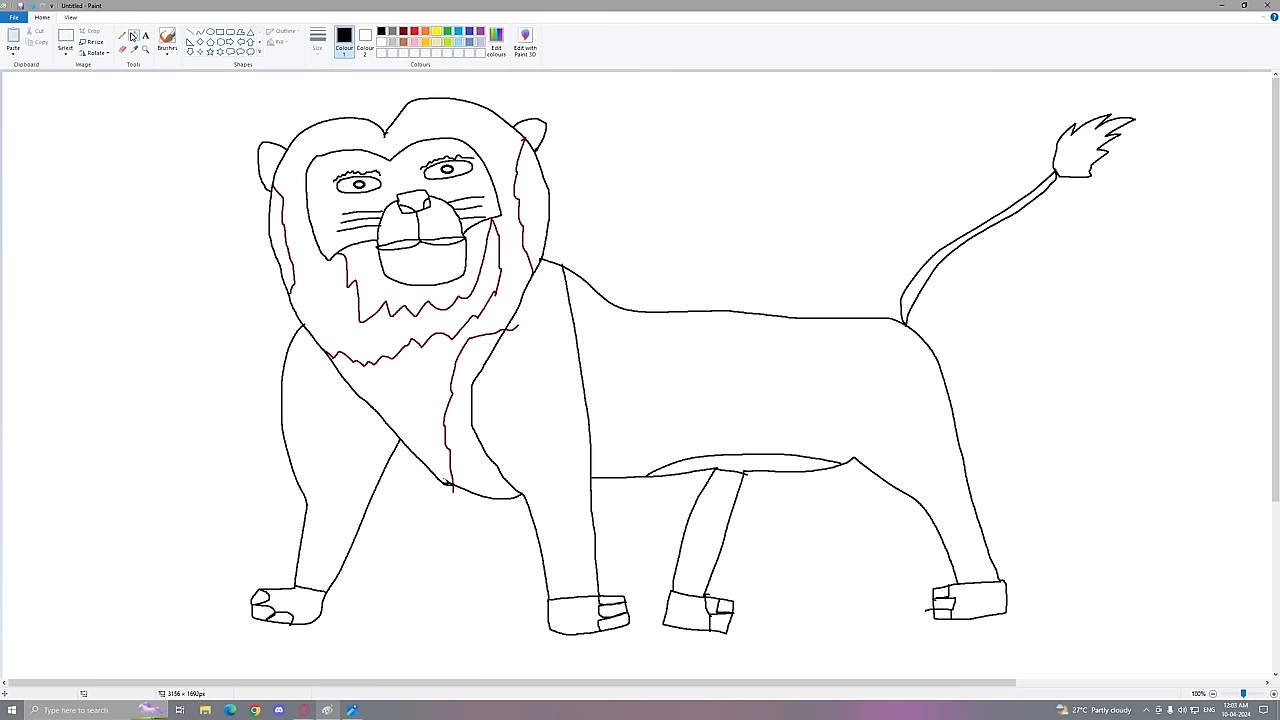 Untitled - Paint
File Home View
Paste
Cut
Copy
Clipboard
Select
Crop
Resize
Rotate
Image
A
Tools
Brushes
Shapes
Outline
Fill
Size
Colour 1
Colour 2
Colours
Edit colours
Edit with Paint 3D
3156 × 1692px
100%
Type here to search
27°C Partly cloudy
ENG
12:03 AM
10-04-2024